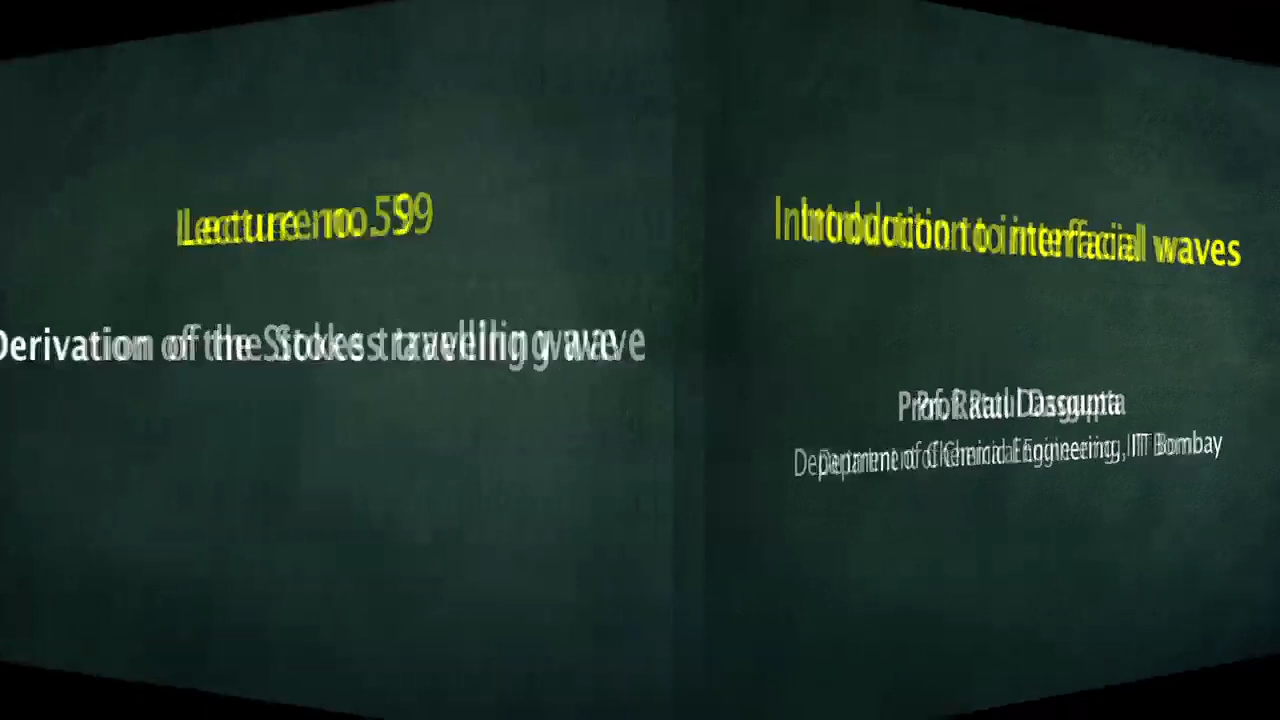 Lecture no. 59
Derivation of the Stokes travelling wave
Introduction to interfacial waves
Prof. Ratul Dasgupta
Department of Chemical Engineering, IIT Bombay